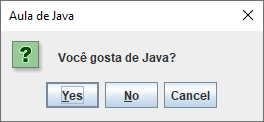 Aula de Java
Você gosta de Java?
Yes No Cancel